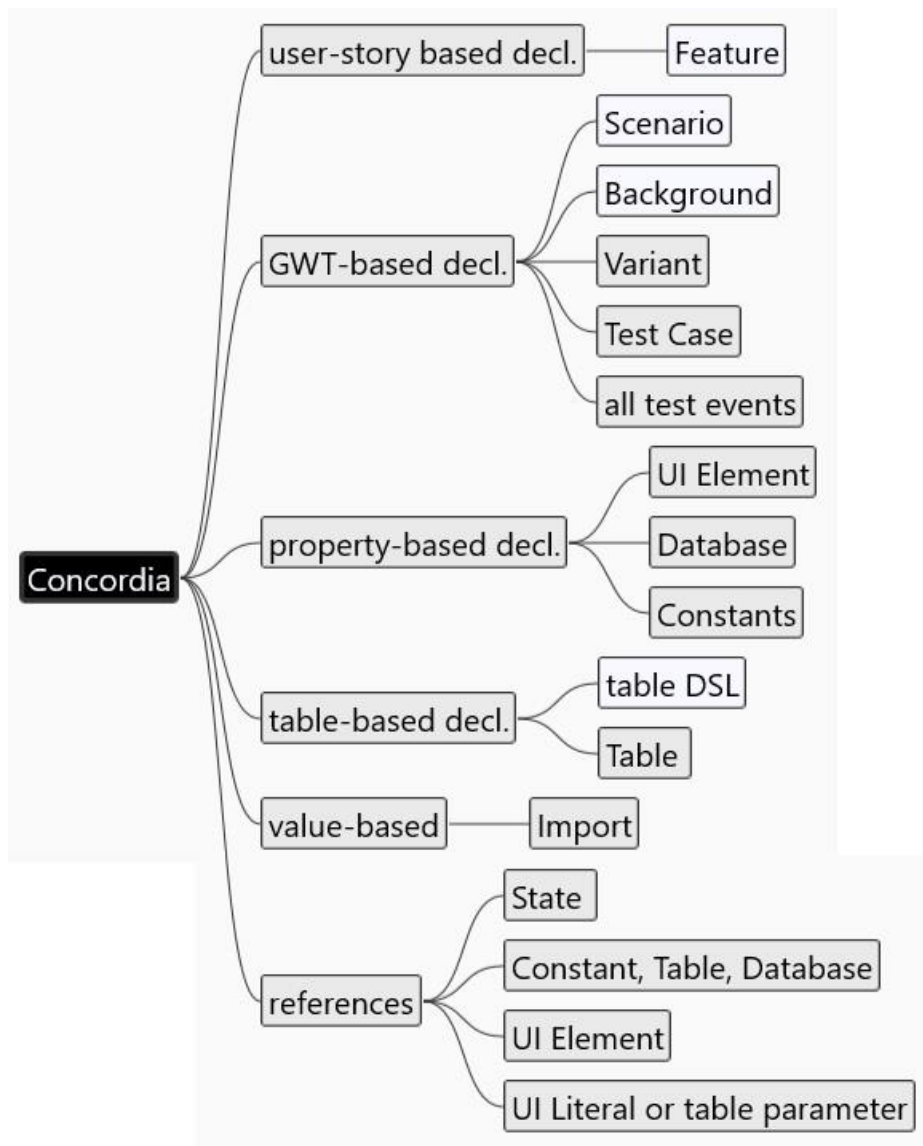 user-story based decl.
Feature
Scenario
Background
GWT-based decl.
Variant
Test Case
all test events
UI Element
property-based decl.
Database
Constants
Concordia
table DSL
table-based decl.
Table
value-based
Import
State
Constant, Table, Database
references
UI Element
UI Literal or table parameter